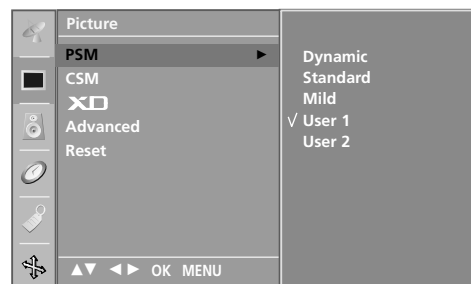 Picture
PSM ►
CSM
XD
Advanced
Reset
▲▼ ◄► OK MENU
Dynamic
Standard
Mild
√ User 1
User 2